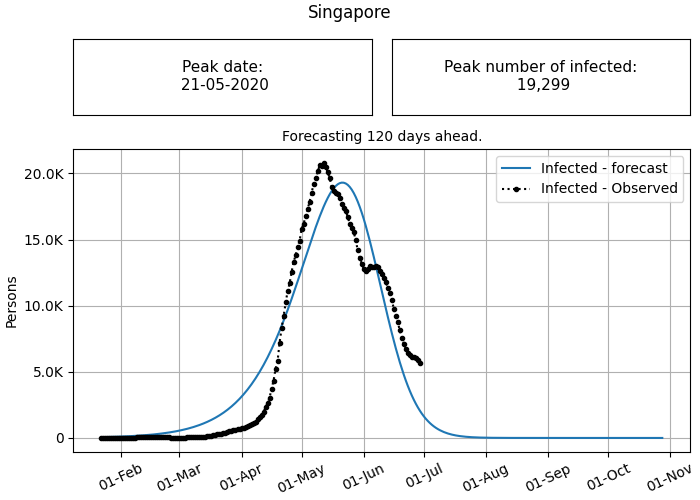 Singapore
Peak date:
21-05-2020
Peak number of infected:
19,299
Forecasting 120 days ahead.
Infected - forecast
Infected - Observed
Persons
20.0K
15.0K
10.0K
5.0K
0
01-Feb
01-Mar
01-Apr
01-May
01-Jun
01-Jul
01-Aug
01-Sep
01-Oct
01-Nov